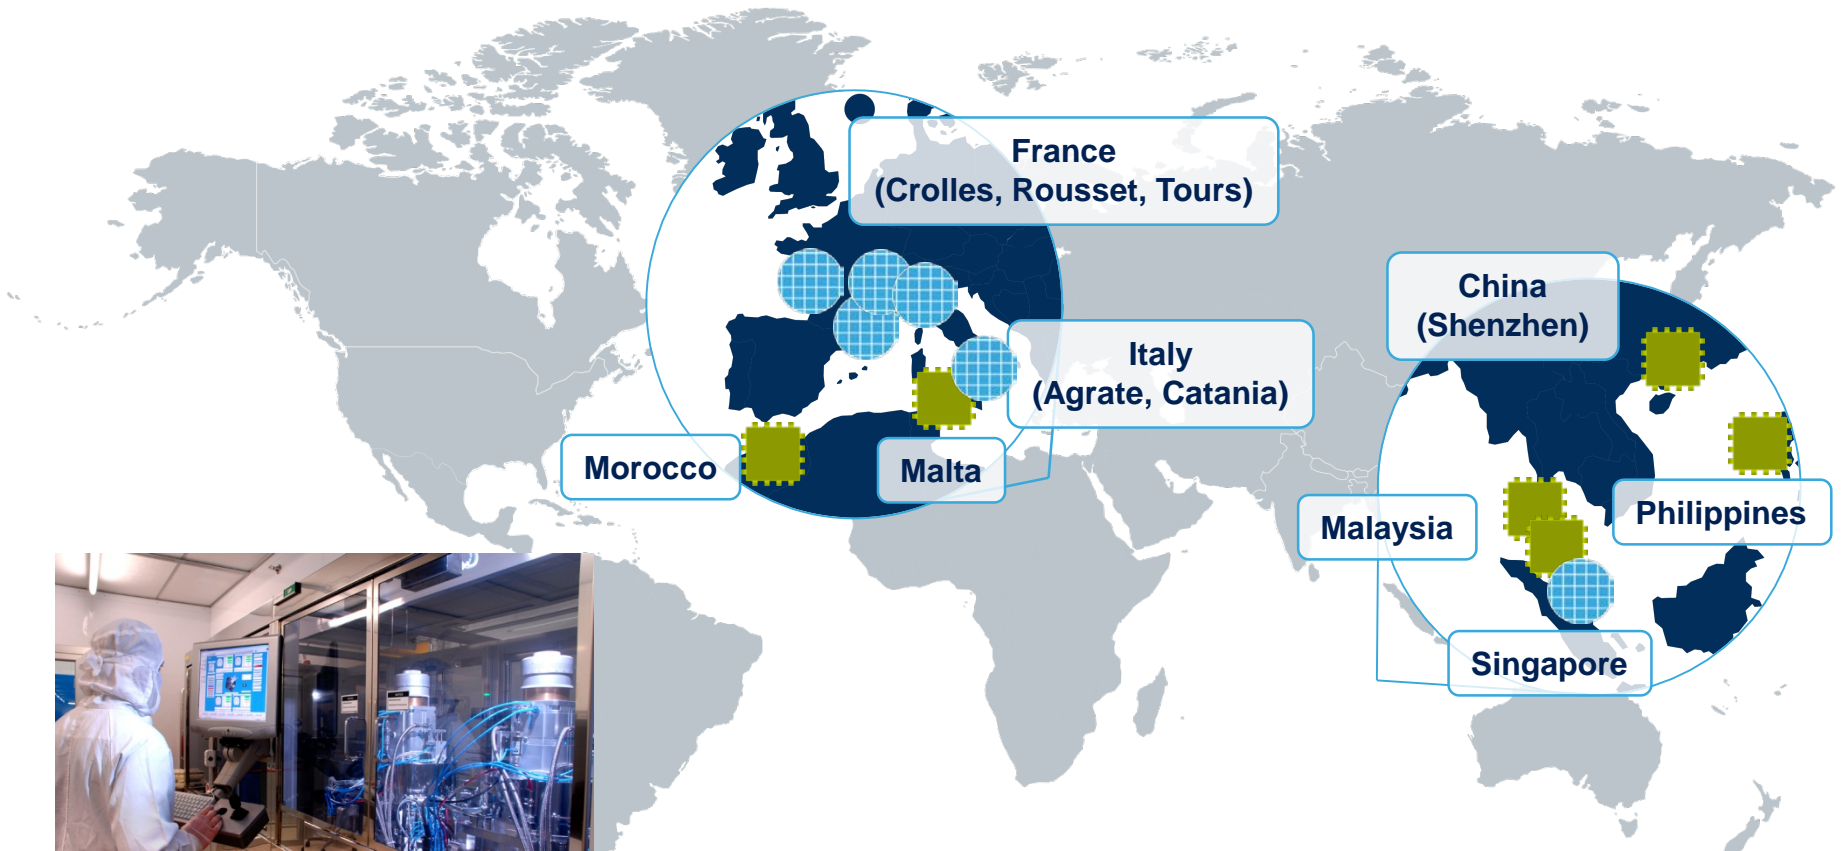 France
(Crolles, Rousset, Tours)
China
(Shenzhen)
Italy
(Agrate, Catania)
Morocco
Malta
Malaysia
Philippines
Singapore